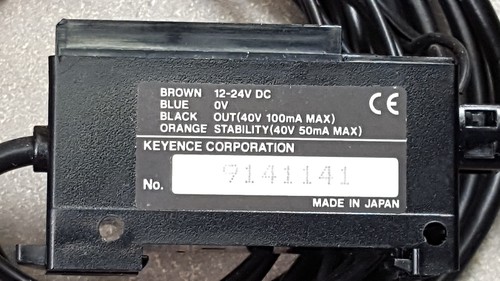 BROWN 12-24V DC
BLUE 0V
BLACK OUT(40V 100mA MAX)
ORANGE STABILITY(40V 50mA MAX)
CE
KEYENCE CORPORATION
No. 9141141
MADE IN JAPAN